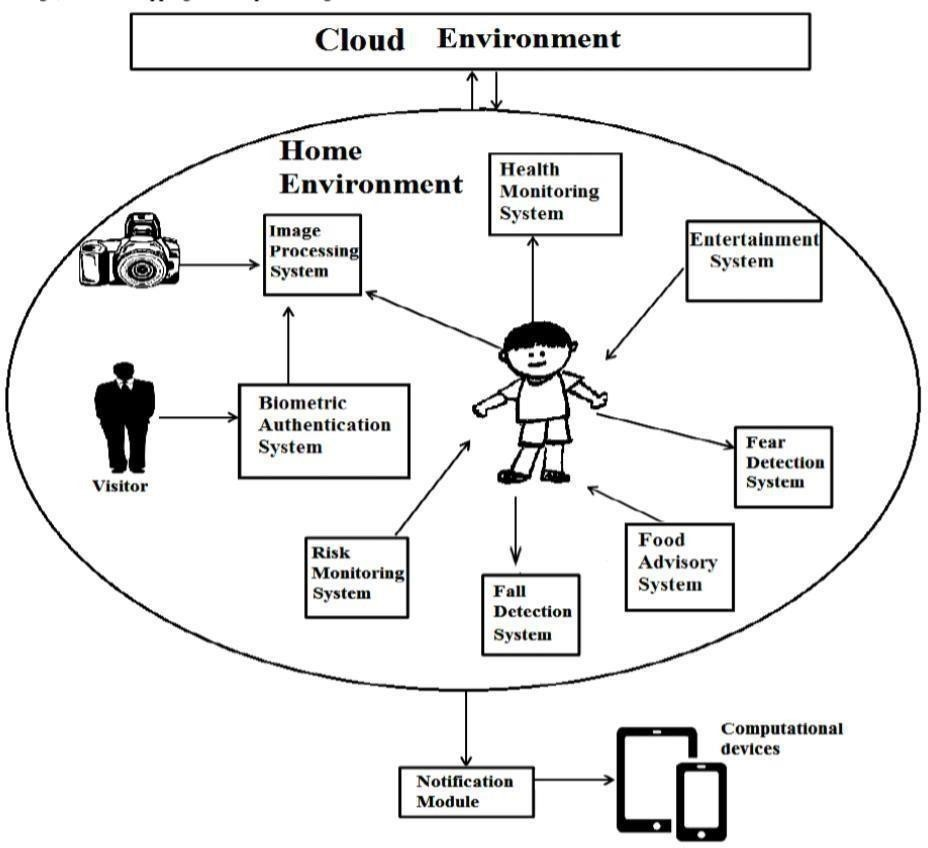 Cloud Environment
Home
Environment
Health
Monitoring
System
Image
Processing
System
Entertainment
System
Biometric
Authentication
System
Visitor
Fear
Detection
System
Risk
Monitoring
System
Food
Advisory
System
Fall
Detection
System
Computational
devices
Notification
Module